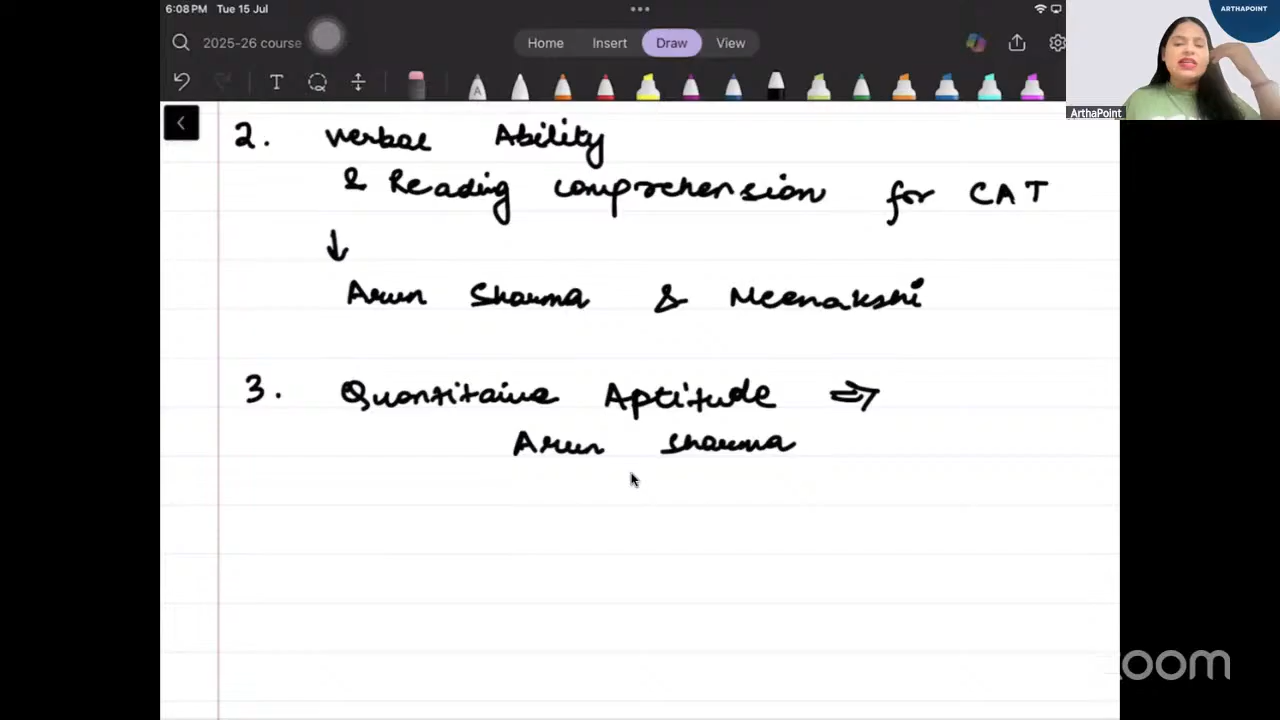 6:08 PM Tue 15 Jul
ARTHAPOINT
2025-26 course
Home Insert Draw View
T
A
ArthaPoint
2. Verbal Ability
& Reading Comprehension for CAT
↓
Arun Sharma & Meenakshi
3. Quantitaive Aptitude ⇒
Arun Sharma
zoom